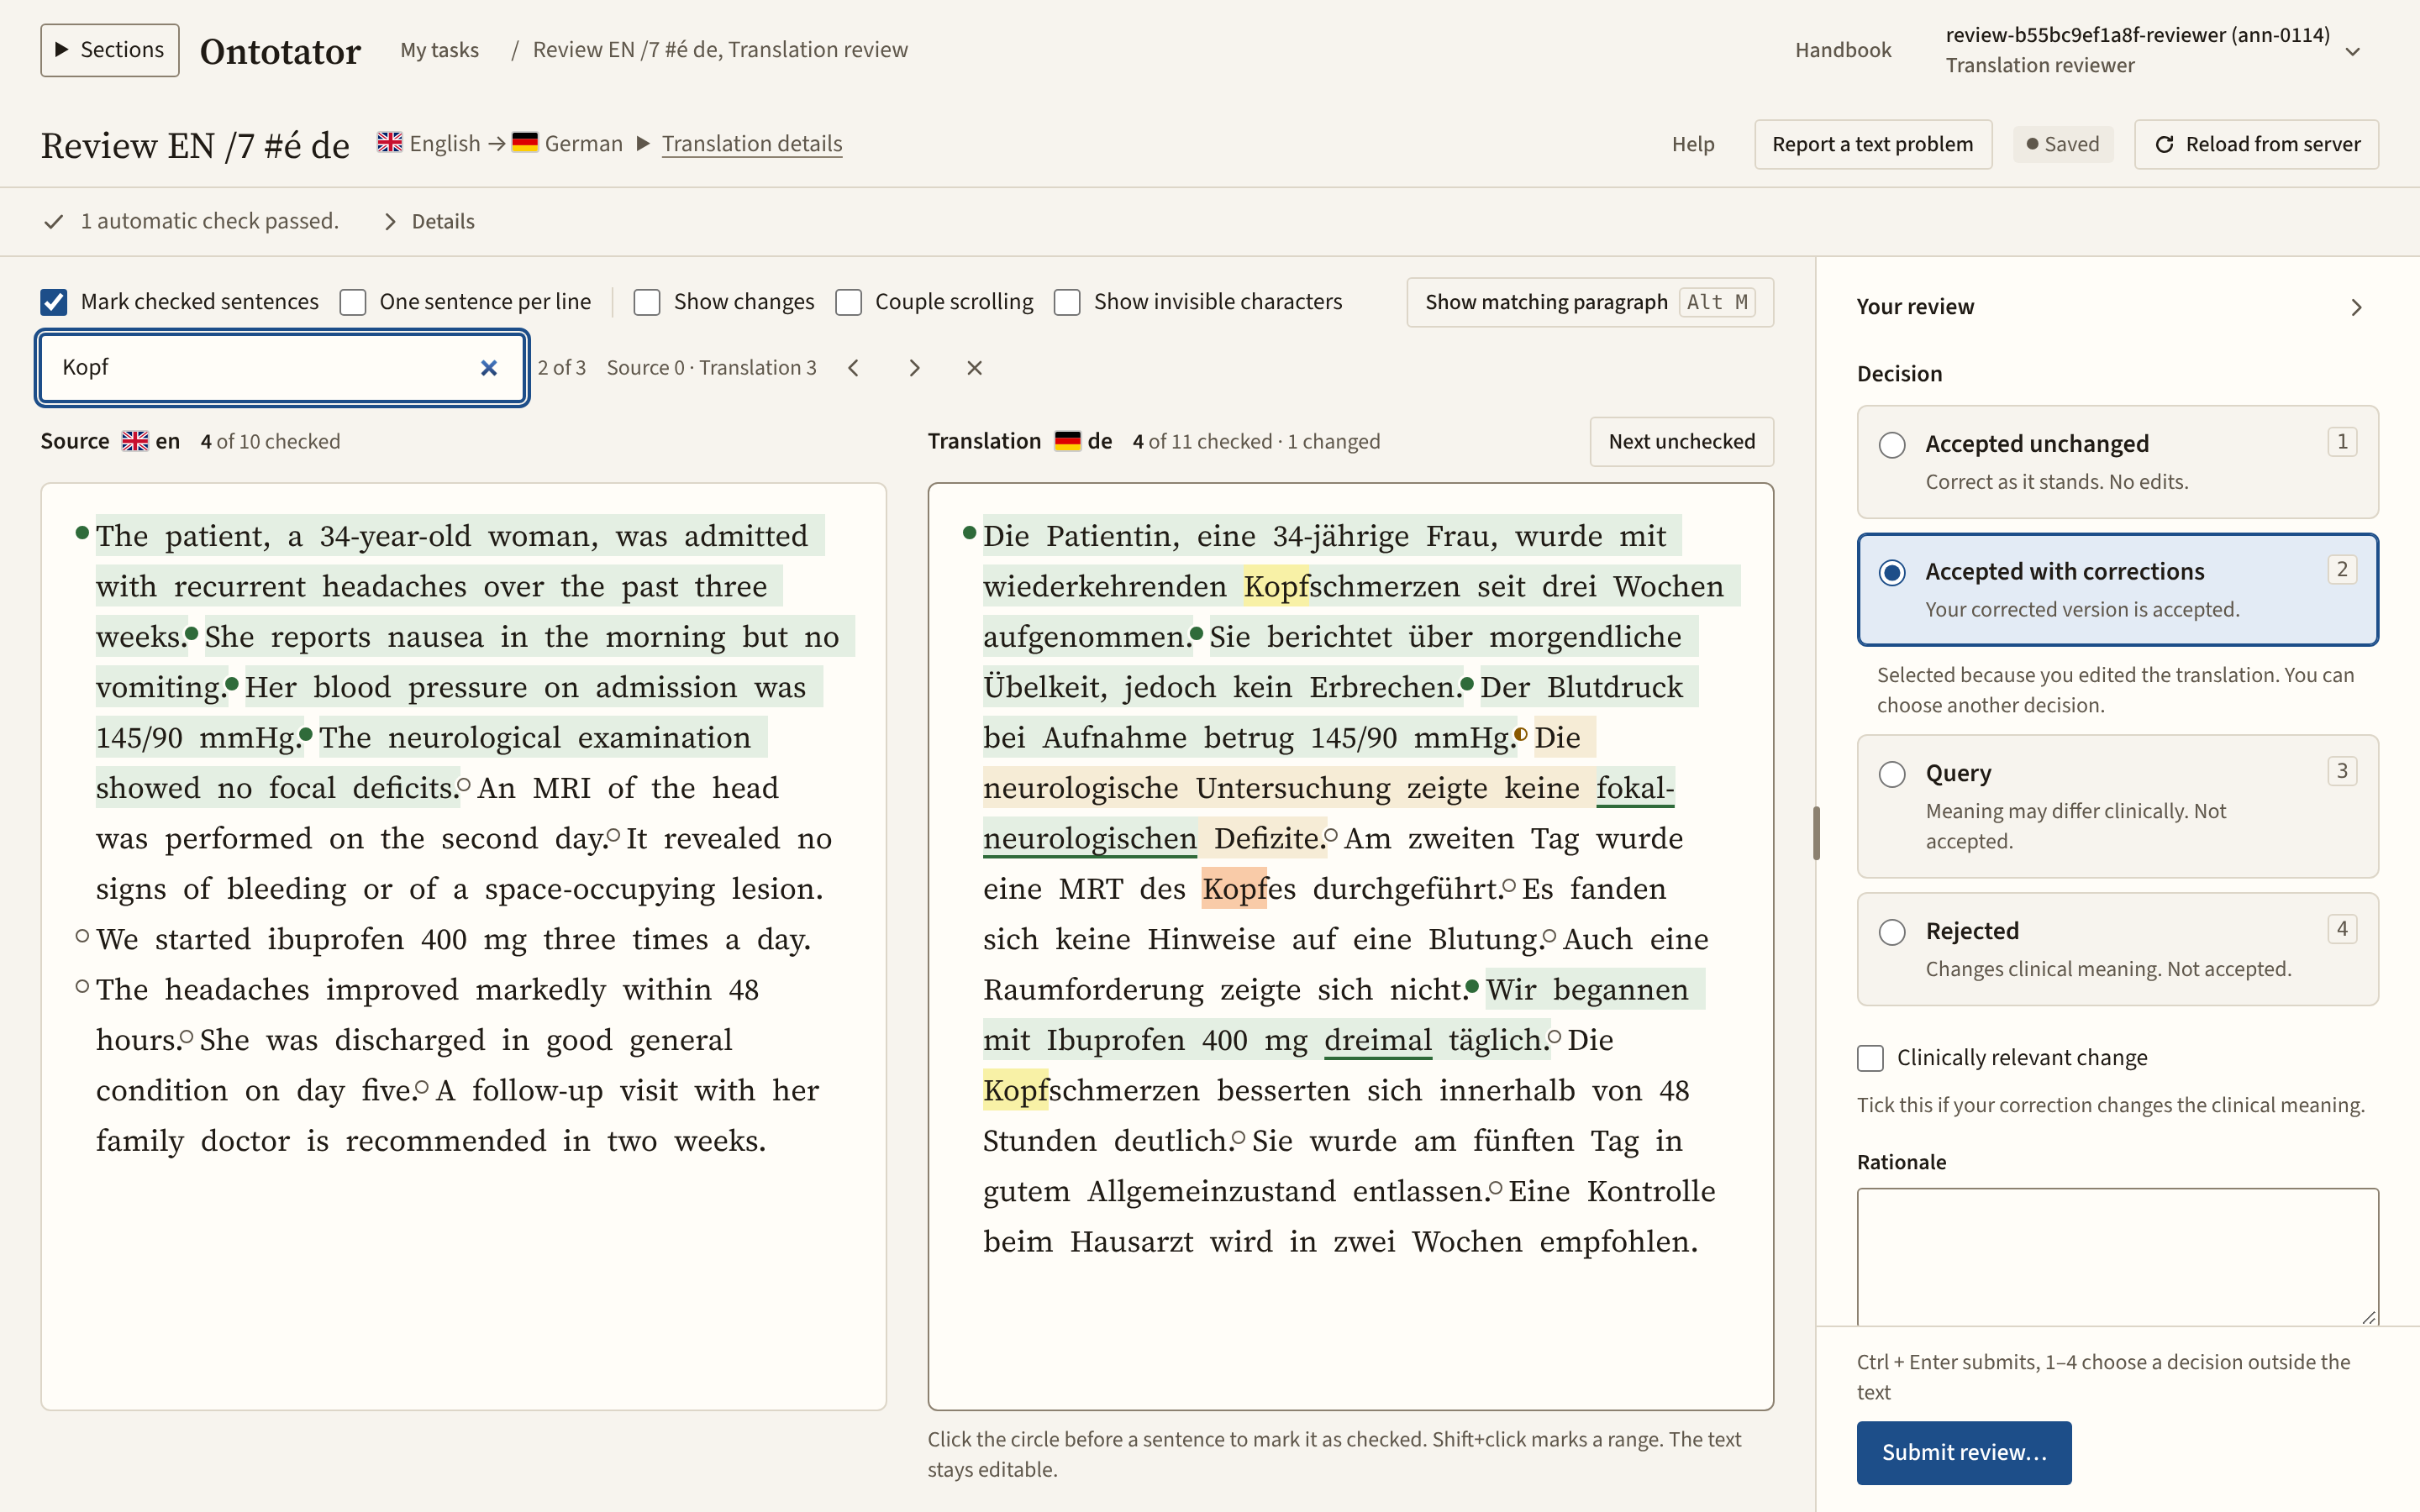 Sections
Ontotator
My tasks / Review EN /7 #é de, Translation review
Handbook
review-b55bc9ef1a8f-reviewer (ann-0114)
Translation reviewer
Review EN /7 #é de
English → German
Translation details
Help
Report a text problem
Saved
Reload from server
1 automatic check passed.
Details
Mark checked sentences
One sentence per line
Show changes
Couple scrolling
Show invisible characters
Show matching paragraph Alt M
Kopf
2 of 3
Source 0 · Translation 3
Source en 4 of 10 checked
The patient, a 34-year-old woman, was admitted
with recurrent headaches over the past three
weeks. She reports nausea in the morning but no
vomiting. Her blood pressure on admission was
145/90 mmHg. The neurological examination
showed no focal deficits. An MRI of the head
was performed on the second day. It revealed no
signs of bleeding or of a space-occupying lesion.
We started ibuprofen 400 mg three times a day.
The headaches improved markedly within 48
hours. She was discharged in good general
condition on day five. A follow-up visit with her
family doctor is recommended in two weeks.
Translation de 4 of 11 checked · 1 changed
Next unchecked
Die Patientin, eine 34-jährige Frau, wurde mit
wiederkehrenden Kopfschmerzen seit drei Wochen
aufgenommen. Sie berichtet über morgendliche
Übelkeit, jedoch kein Erbrechen. Der Blutdruck
bei Aufnahme betrug 145/90 mmHg. Die
neurologische Untersuchung zeigte keine fokal-
neurologischen Defizite. Am zweiten Tag wurde
eine MRT des Kopfes durchgeführt. Es fanden
sich keine Hinweise auf eine Blutung. Auch eine
Raumforderung zeigte sich nicht. Wir begannen
mit Ibuprofen 400 mg dreimal täglich. Die
Kopfschmerzen besserten sich innerhalb von 48
Stunden deutlich. Sie wurde am fünften Tag in
gutem Allgemeinzustand entlassen. Eine Kontrolle
beim Hausarzt wird in zwei Wochen empfohlen.
Click the circle before a sentence to mark it as checked. Shift+click marks a range. The text
stays editable.
Your review
Decision
Accepted unchanged 1
Correct as it stands. No edits.
Accepted with corrections 2
Your corrected version is accepted.
Selected because you edited the translation. You can
choose another decision.
Query 3
Meaning may differ clinically. Not
accepted.
Rejected 4
Changes clinical meaning. Not accepted.
Clinically relevant change
Tick this if your correction changes the clinical meaning.
Rationale
Ctrl + Enter submits, 1–4 choose a decision outside the
text
Submit review…